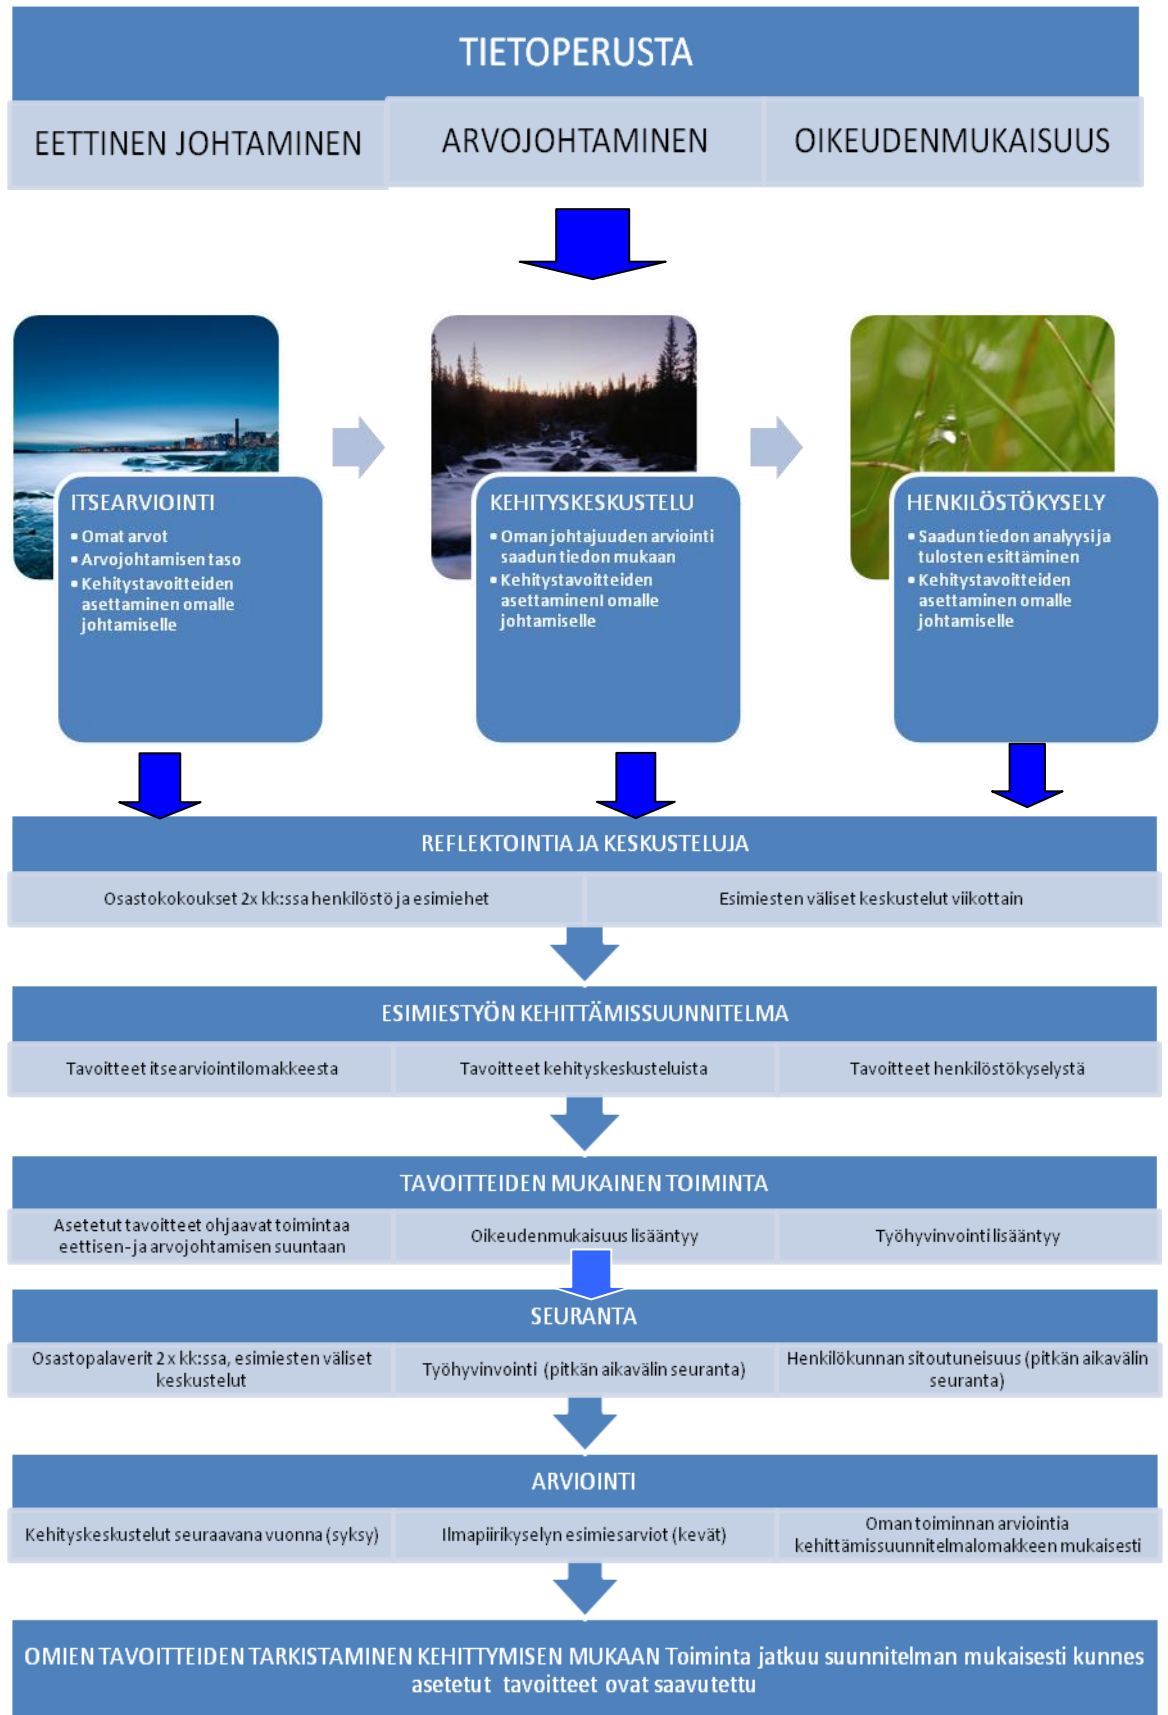 TIETOPERUSTA
EETTINEN JOHTAMINEN
ARVOJOHTAMINEN
OIKEUDENMUKAISUUS
ITSEARVIOINTI
▪ Omat arvot
▪ Arvojohtamisen taso
▪ Kehitystavoitteiden
asettaminen omalle
johtamiselle
KEHITYSKESKUSTELU
▪ Oman johtajuuden arviointi
saadun tiedon mukaan
▪ Kehitystavoitteiden
asettaminenI omalle
johtamiselle
HENKILÖSTÖKYSELY
▪ Saadun tiedon analyysi ja
tulosten esittäminen
▪ Kehitystavoitteiden
asettaminen omalle
johtamiselle
REFLEKTOINTIA JA KESKUSTELUJA
Osastokokoukset 2x kk:ssa henkilöstö ja esimiehet
Esimiesten väliset keskustelut viikottain
ESIMIESTYÖN KEHITTÄMISSUUNNITELMA
Tavoitteet itsearviointilomakkeesta
Tavoitteet kehityskeskusteluista
Tavoitteet henkilöstökyselystä
TAVOITTEIDEN MUKAINEN TOIMINTA
Asetetut tavoitteet ohjaavat toimintaa
eettisen- ja arvojohtamisen suuntaan
Oikeudenmukaisuus lisääntyy
Työhyvinvointi lisääntyy
SEURANTA
Osastopalaverit 2 x kk:ssa, esimiesten väliset
keskustelut
Työhyvinvointi (pitkän aikavälin seuranta)
Henkilökunnan sitoutuneisuus (pitkän aikavälin
seuranta)
ARVIOINTI
Kehityskeskustelut seuraavana vuonna (syksy)
Ilmapiirikyselyn esimiesarviot (kevät)
Oman toiminnan arviointia
kehittämissuunnitelmalomakkeen mukaisesti
OMIEN TAVOITTEIDEN TARKISTAMINEN KEHITTYMISEN MUKAAN Toiminta jatkuu suunnitelman mukaisesti kunnes
asetetut tavoitteet ovat saavutettu